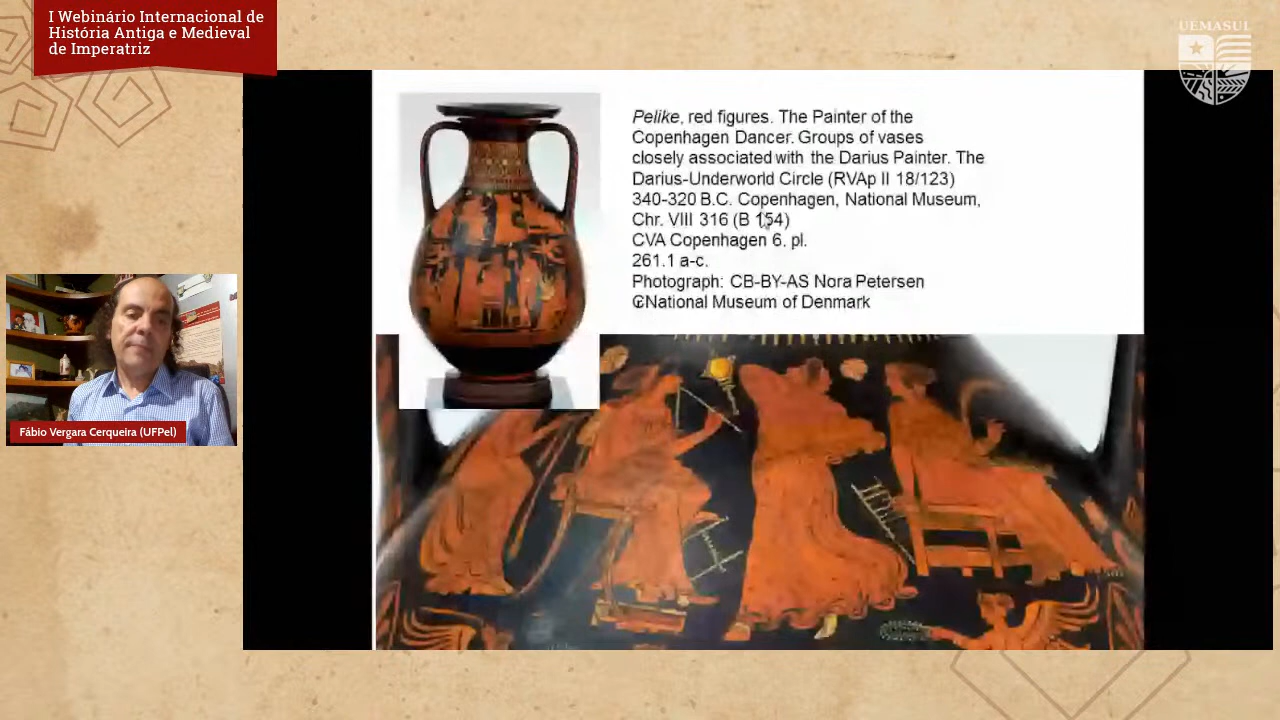 I Webinário Internacional de
História Antiga e Medieval
de Imperatriz
UEMASUL
Pelike, red figures. The Painter of the
Copenhagen Dancer. Groups of vases
closely associated with the Darius Painter. The
Darius-Underworld Circle (RVAp II 18/123)
340-320 B.C. Copenhagen, National Museum,
Chr. VIII 316 (B 154)
CVA Copenhagen 6. pl.
261.1 a-c.
Photograph: CB-BY-AS Nora Petersen
©National Museum of Denmark
Fábio Vergara Cerqueira (UFPel)